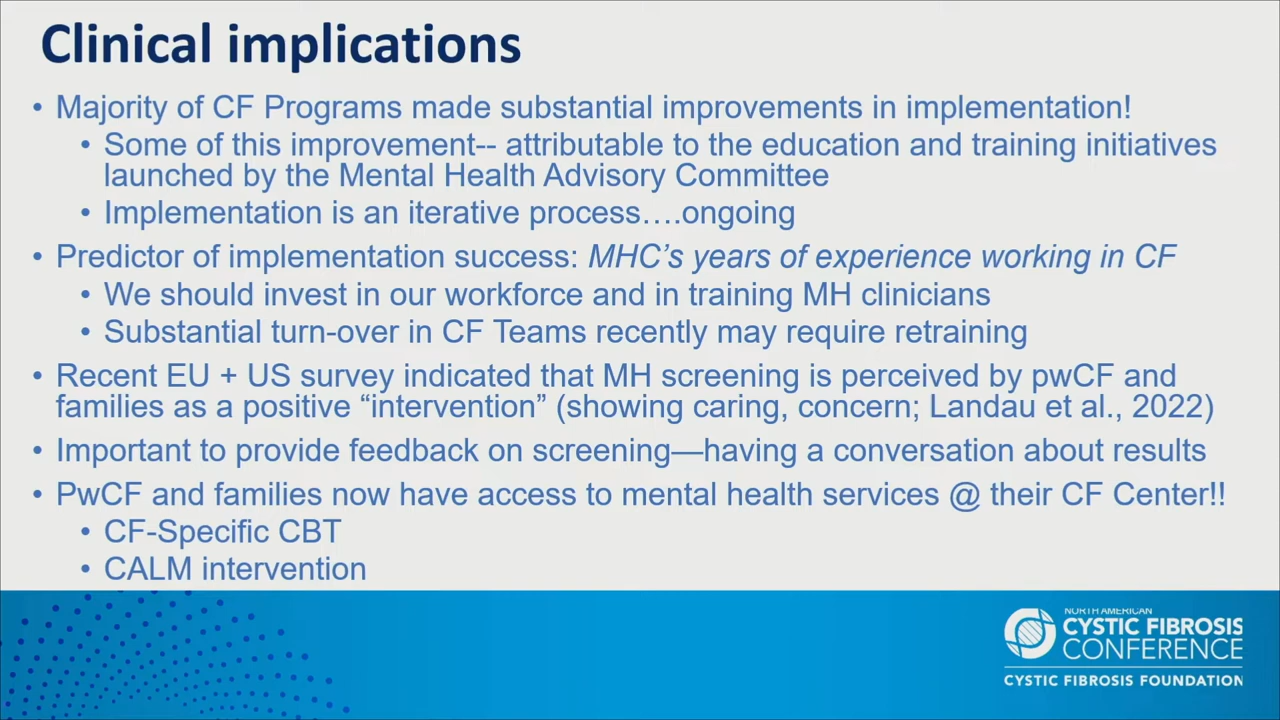 Clinical implications
• Majority of CF Programs made substantial improvements in implementation!
• Some of this improvement-- attributable to the education and training initiatives
launched by the Mental Health Advisory Committee
• Implementation is an iterative process….ongoing
• Predictor of implementation success: MHC’s years of experience working in CF
• We should invest in our workforce and in training MH clinicians
• Substantial turn-over in CF Teams recently may require retraining
• Recent EU + US survey indicated that MH screening is perceived by pwCF and
families as a positive “intervention” (showing caring, concern; Landau et al., 2022)
• Important to provide feedback on screening—having a conversation about results
• PwCF and families now have access to mental health services @ their CF Center!!
• CF-Specific CBT
• CALM intervention
NORTH AMERICAN
CYSTIC FIBROSIS
CONFERENCE
CYSTIC FIBROSIS FOUNDATION